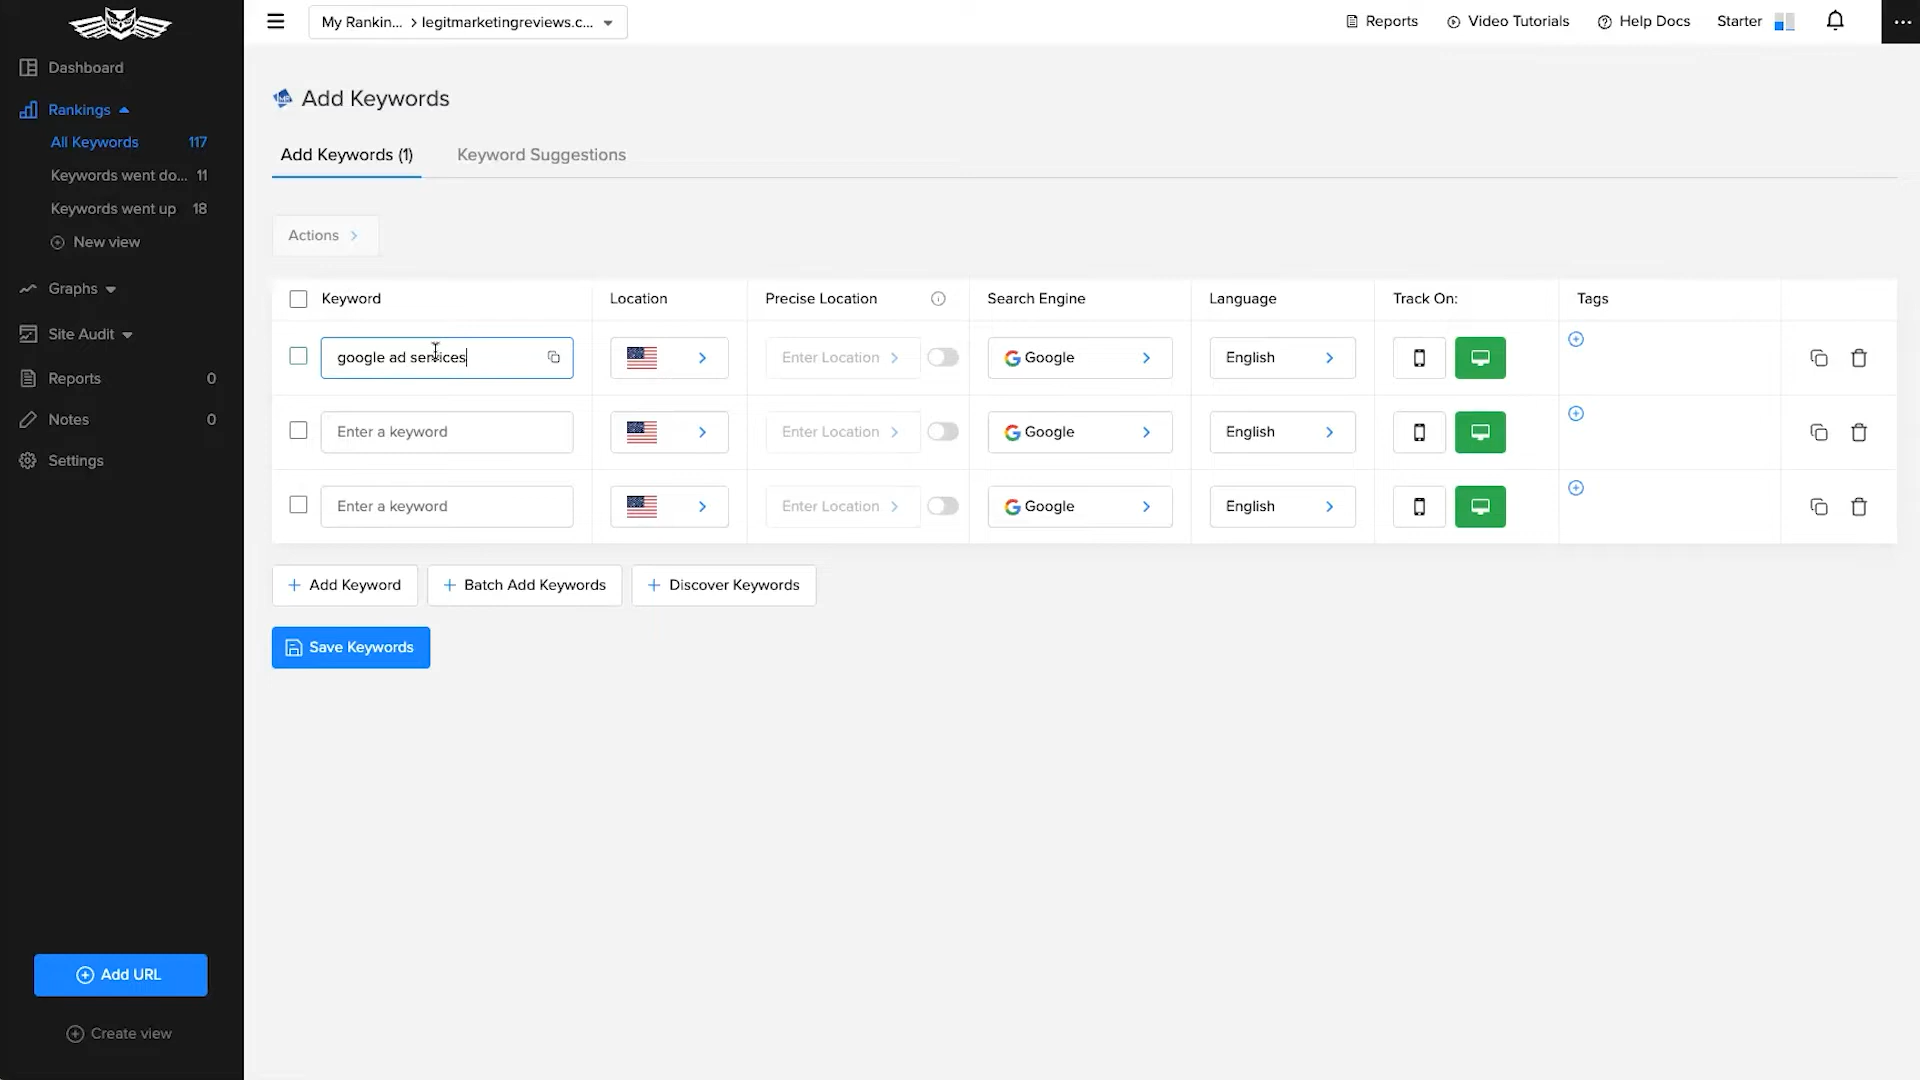 My Rankin... > legitmarketingreviews.c...
Reports
Video Tutorials
Help Docs
Starter
Dashboard
Rankings
All Keywords 117
Keywords went do... 11
Keywords went up 18
New view
Graphs
Site Audit
Reports 0
Notes 0
Settings
Add URL
Create view
Add Keywords
Add Keywords (1) Keyword Suggestions
Actions
Keyword Location Precise Location Search Engine Language Track On: Tags
google ad services Enter Location Google English
Enter a keyword Enter Location Google English
Enter a keyword Enter Location Google English
Add Keyword Batch Add Keywords Discover Keywords
Save Keywords